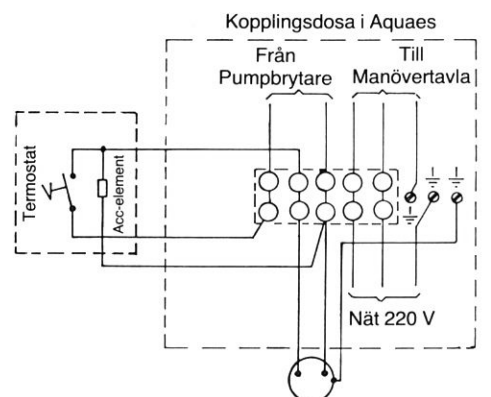 Kopplingsdosa i Aquaes
Från
Pumpbrytare
Till
Manövertavla
Termostat
Acc-element
Nät 220 V